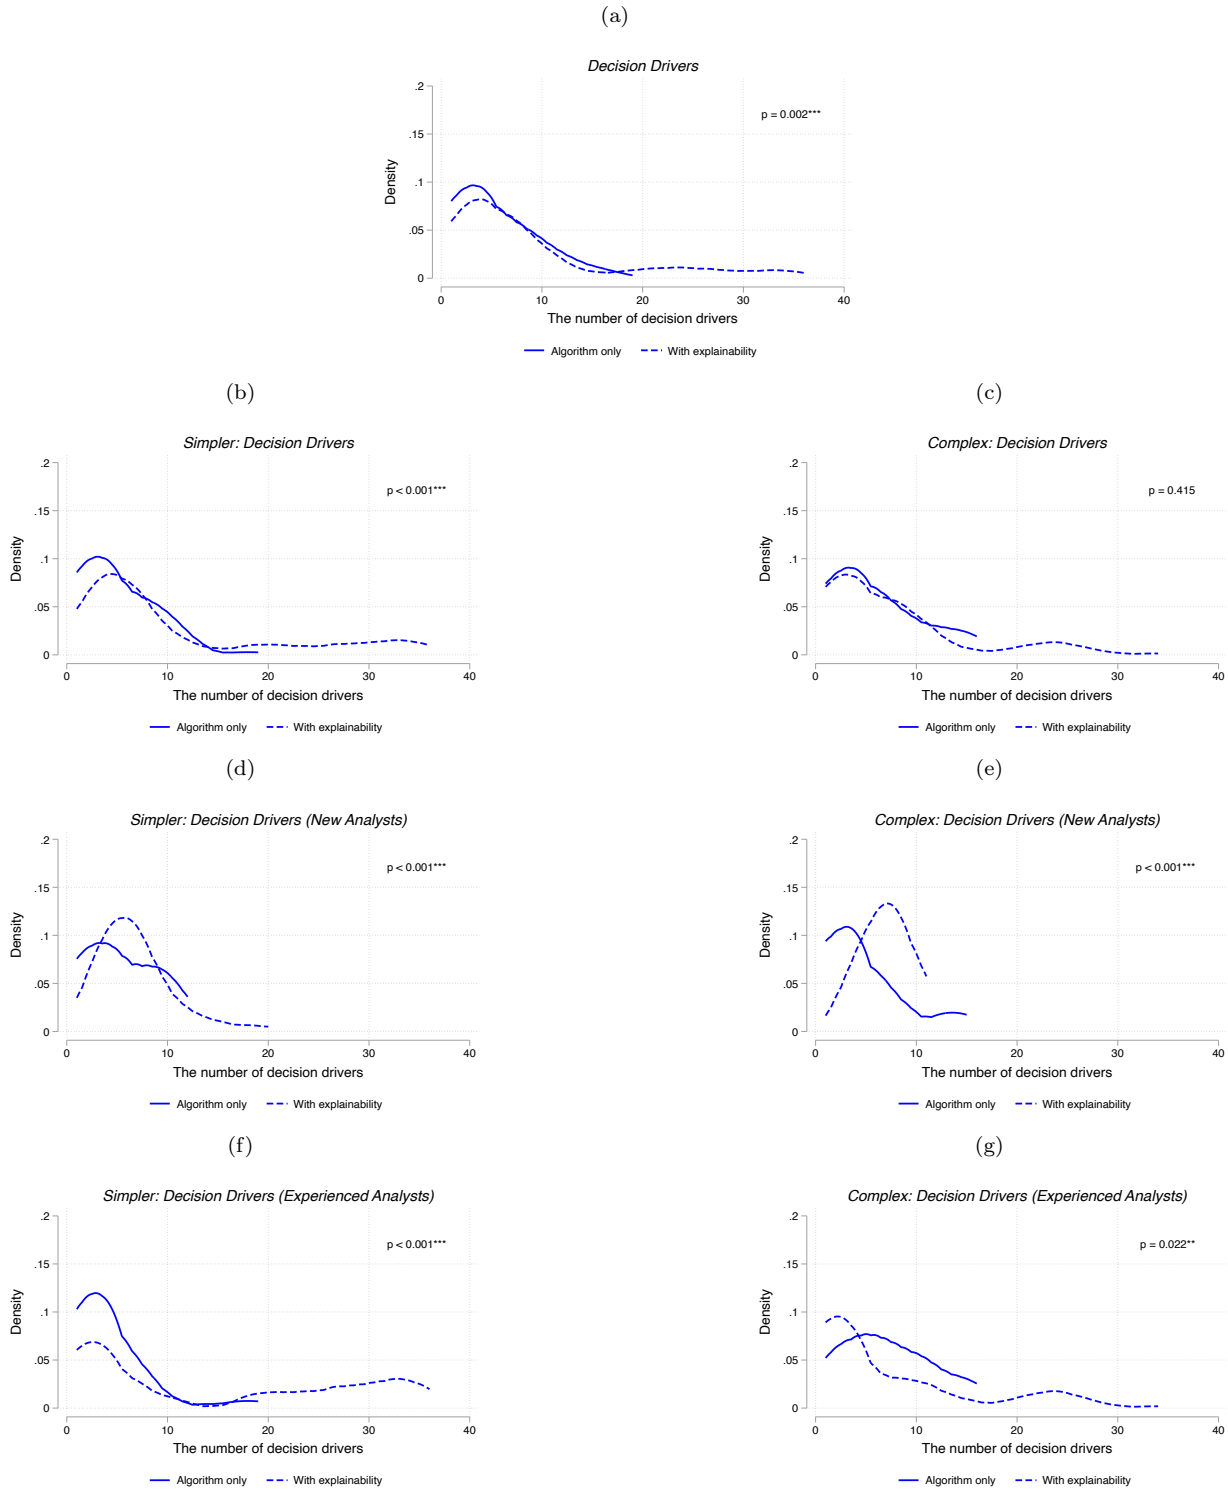 (a)
Decision Drivers
p = 0.002***
.2
.15
.1
.05
0
Density
0 10 20 30 40
The number of decision drivers
Algorithm only With explainability
(b)
Simpler: Decision Drivers
p < 0.001***
.2
.15
.1
.05
0
Density
0 10 20 30 40
The number of decision drivers
Algorithm only With explainability
(c)
Complex: Decision Drivers
p = 0.415
.2
.15
.1
.05
0
Density
0 10 20 30 40
The number of decision drivers
Algorithm only With explainability
(d)
Simpler: Decision Drivers (New Analysts)
p < 0.001***
.2
.15
.1
.05
0
Density
0 10 20 30 40
The number of decision drivers
Algorithm only With explainability
(e)
Complex: Decision Drivers (New Analysts)
p < 0.001***
.2
.15
.1
.05
0
Density
0 10 20 30 40
The number of decision drivers
Algorithm only With explainability
(f)
Simpler: Decision Drivers (Experienced Analysts)
p < 0.001***
.2
.15
.1
.05
0
Density
0 10 20 30 40
The number of decision drivers
Algorithm only With explainability
(g)
Complex: Decision Drivers (Experienced Analysts)
p = 0.022**
.2
.15
.1
.05
0
Density
0 10 20 30 40
The number of decision drivers
Algorithm only With explainability